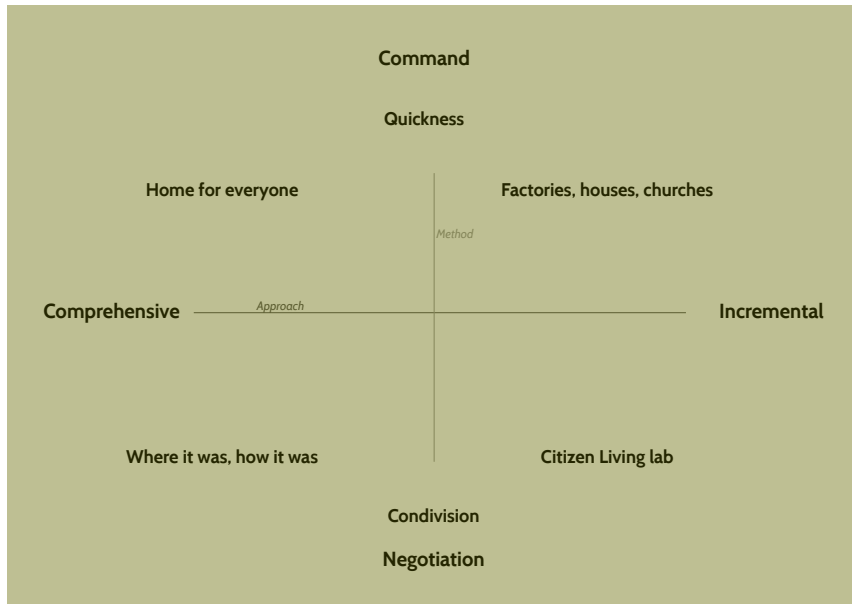 Command
Quickness
Home for everyone
Factories, houses, churches
Method
Approach
Comprehensive
Incremental
Where it was, how it was
Citizen Living lab
Condivision
Negotiation